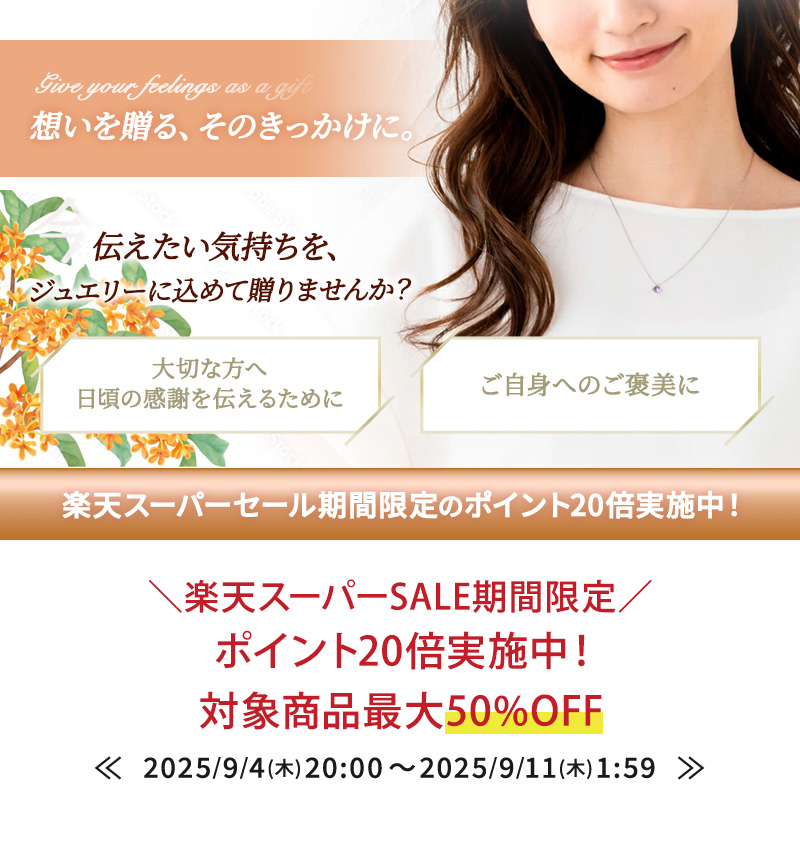 Give your feelings as a gift
想いを贈る、そのきっかけに。
伝えたい気持ちを、
ジュエリーに込めて贈りませんか？
大切な方へ
日頃の感謝を伝えるために
ご自身へのご褒美に
楽天スーパーセール期間限定のポイント20倍実施中！
＼楽天スーパーSALE期間限定／
ポイント20倍実施中！
対象商品最大50%OFF
≪ 2025/9/4(木)20:00 〜2025/9/11(木)1:59 ≫